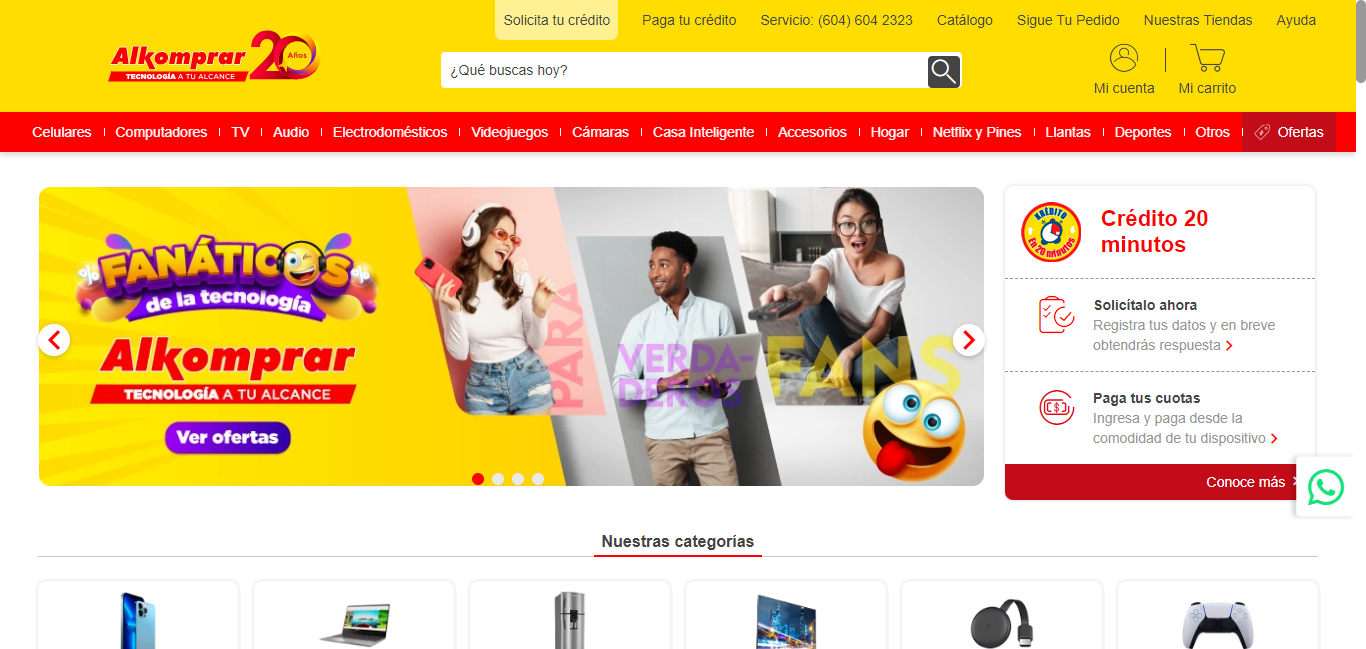 Solicita tu crédito
Paga tu crédito
Servicio: (604) 604 2323
Catálogo
Sigue Tu Pedido
Nuestras Tiendas
Ayuda
Alkomprar 20 Años
TECNOLOGÍA A TU ALCANCE
¿Qué buscas hoy?
Mi cuenta
Mi carrito
Celulares
Computadores
TV
Audio
Electrodomésticos
Videojuegos
Cámaras
Casa Inteligente
Accesorios
Hogar
Netflix y Pines
Llantas
Deportes
Otros
Ofertas
% FANÁTICOS %
de la tecnología
Alkomprar
TECNOLOGÍA A TU ALCANCE
Ver ofertas
PARA
VERDA-
DEROS
FANS
KRÉDITO
En 20 minutos
Crédito 20
minutos
Solicítalo ahora
Registra tus datos y en breve
obtendrás respuesta
Paga tus cuotas
Ingresa y paga desde la
comodidad de tu dispositivo
Conoce más
Nuestras categorías